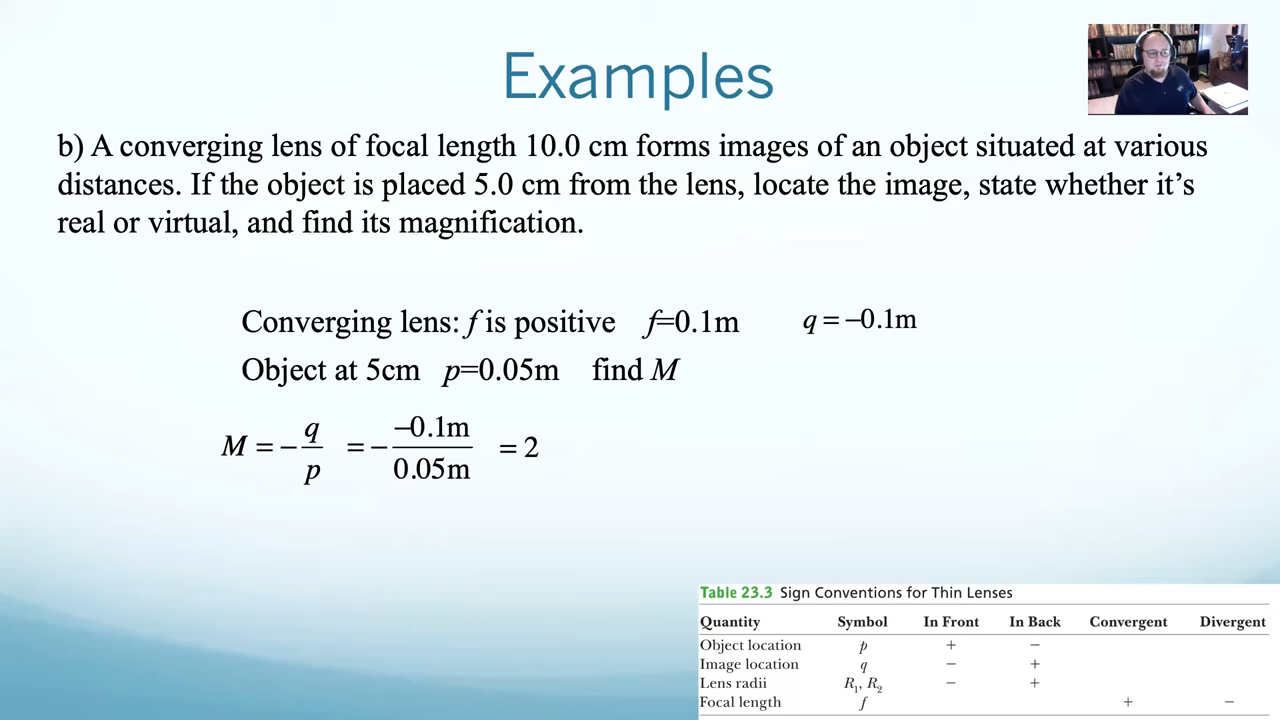 Examples
b) A converging lens of focal length 10.0 cm forms images of an object situated at various
distances. If the object is placed 5.0 cm from the lens, locate the image, state whether it’s
real or virtual, and find its magnification.
Converging lens: f is positive f=0.1m q = –0.1m
Object at 5cm p=0.05m find M
M = – q/p = – –0.1m/0.05m = 2
Table 23.3 Sign Conventions for Thin Lenses
Quantity Symbol In Front In Back Convergent Divergent
Object location p + –
Image location q – +
Lens radii R₁, R₂ – +
Focal length f + –